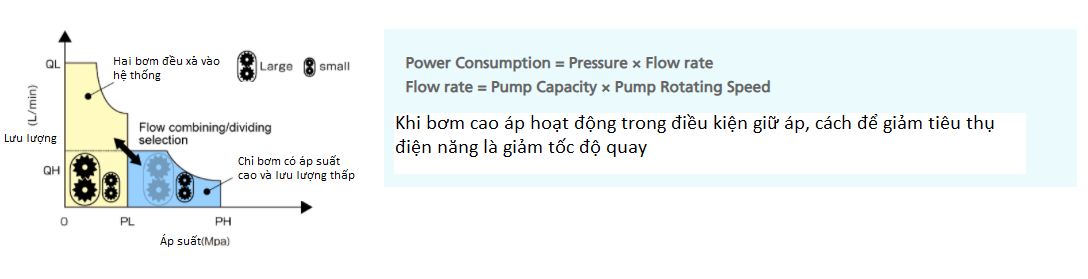 QL
Hai bơm đều xả vào
hệ thống
Large
small
(L/min)
Lưu lượng
Flow combining/dividing
selection
QH
Chỉ bơm có áp suất
cao và lưu lượng thấp
O
PL
PH
Áp suất(Mpa)
Power Consumption = Pressure × Flow rate
Flow rate = Pump Capacity × Pump Rotating Speed
Khi bơm cao áp hoạt động trong điều kiện giữ áp, cách để giảm tiêu thụ
điện năng là giảm tốc độ quay